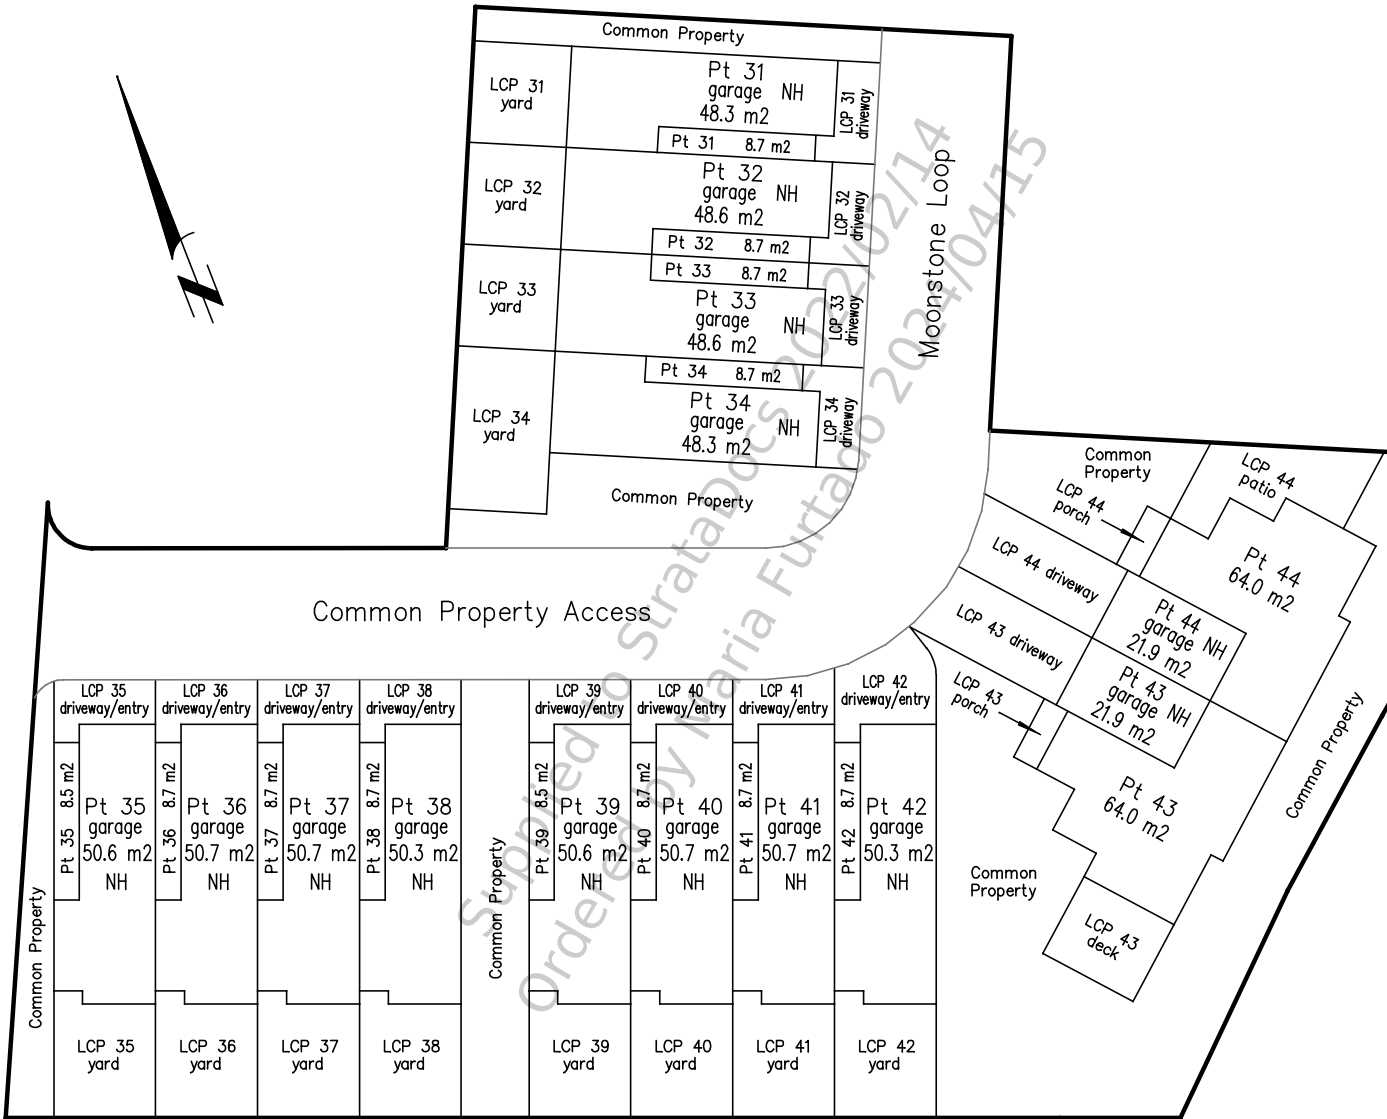 Common Property
LCP 31
yard
Pt 31
garage NH
48.3 m2
LCP 31
driveway
Pt 31 8.7 m2
LCP 32
yard
Pt 32
garage NH
48.6 m2
LCP 32
driveway
Pt 32 8.7 m2
LCP 33
yard
Pt 33 8.7 m2
Pt 33
garage NH
48.6 m2
LCP 33
driveway
LCP 34
yard
Pt 34 8.7 m2
Pt 34
garage NH
48.3 m2
LCP 34
driveway
Common Property
Moonstone Loop
N
Common Property Access
Common
Property
LCP 44
porch
LCP 44
patio
Pt 44
64.0 m2
LCP 44 driveway
Pt 44
garage NH
21.9 m2
LCP 43 driveway
Pt 43
garage NH
21.9 m2
LCP 43
porch
Pt 43
64.0 m2
LCP 43
deck
Common
Property
Common Property
LCP 35
driveway/entry
LCP 36
driveway/entry
LCP 37
driveway/entry
LCP 38
driveway/entry
LCP 39
driveway/entry
LCP 40
driveway/entry
LCP 41
driveway/entry
LCP 42
driveway/entry
Common Property
Pt 35 8.5 m2
Pt 35
garage
50.6 m2
NH
Pt 36 8.7 m2
Pt 36
garage
50.7 m2
NH
Pt 37 8.7 m2
Pt 37
garage
50.7 m2
NH
Pt 38 8.7 m2
Pt 38
garage
50.3 m2
NH
Common Property
Pt 39 8.5 m2
Pt 39
garage
50.6 m2
NH
Pt 40 8.7 m2
Pt 40
garage
50.7 m2
NH
Pt 41 8.7 m2
Pt 41
garage
50.7 m2
NH
Pt 42 8.7 m2
Pt 42
garage
50.3 m2
NH
LCP 35
yard
LCP 36
yard
LCP 37
yard
LCP 38
yard
LCP 39
yard
LCP 40
yard
LCP 41
yard
LCP 42
yard
Supplied to StrataDocs 2022/02/14
Ordered by Maria Furtado 2024/04/15